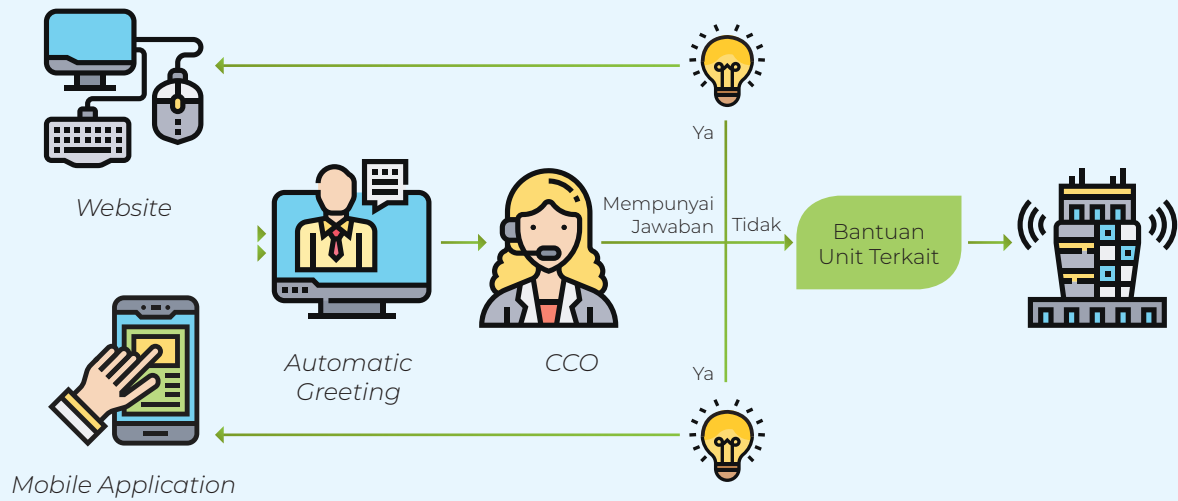 Website
Mobile Application
Automatic
Greeting
CCO
Mempunyai
Jawaban
Ya
Tidak
Ya
Bantuan
Unit Terkait